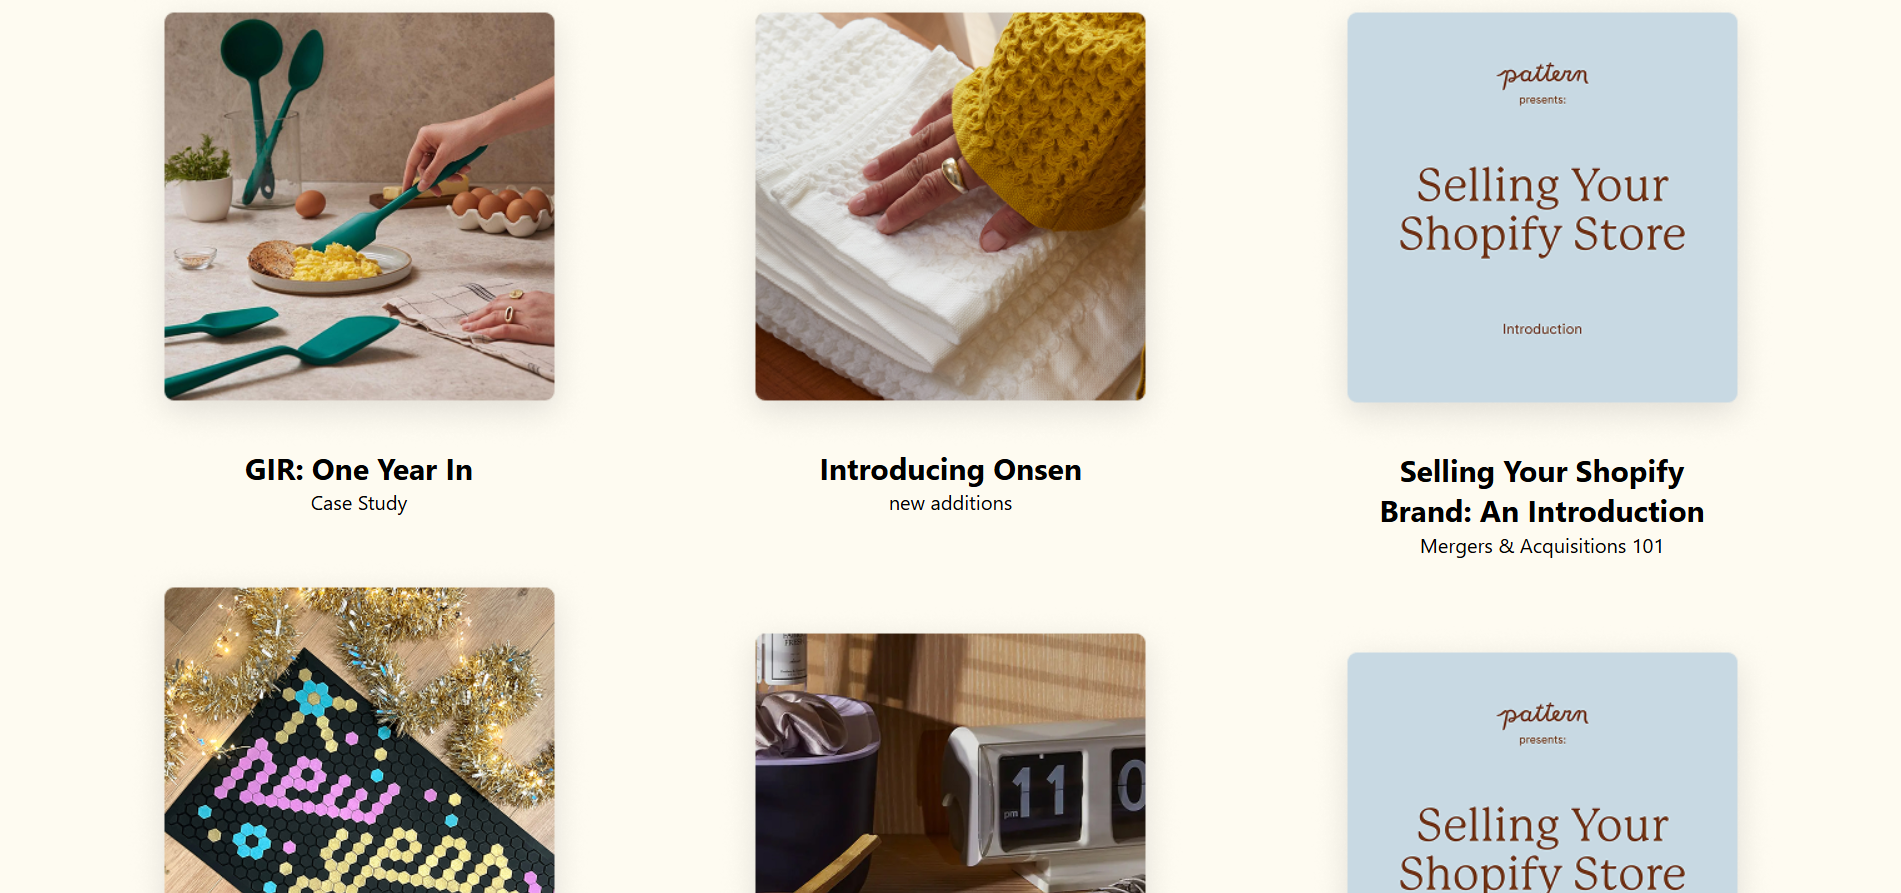 pattern
presents:
Selling Your
Shopify Store
Introduction
GIR: One Year In
Case Study
Introducing Onsen
new additions
Selling Your Shopify
Brand: An Introduction
Mergers & Acquisitions 101
new
year
FRE
pm
11
0
pattern
presents:
Selling Your
Shopify Store